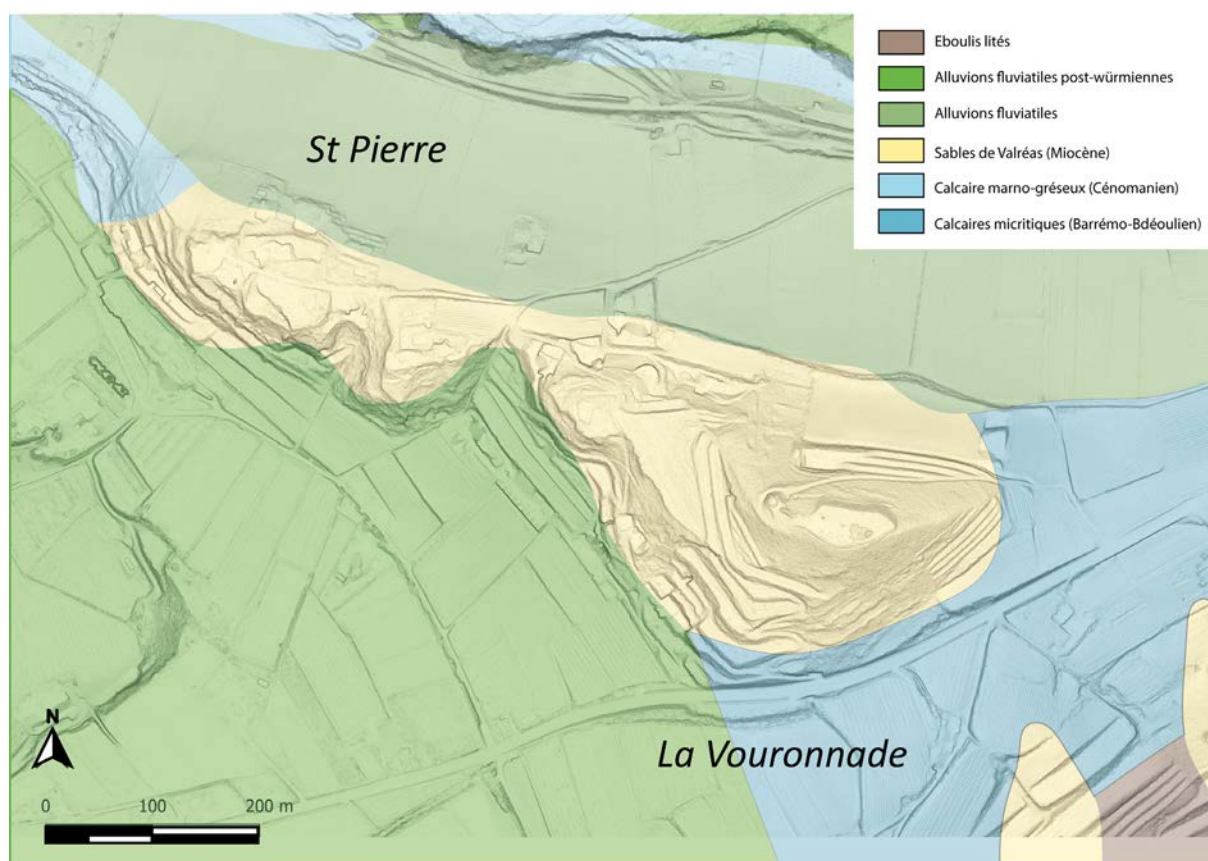 Eboulis lités
Alluvions fluviatiles post-würmiennes
Alluvions fluviatiles
Sables de Valréas (Miocène)
Calcaire marno-gréseux (Cénomanien)
Calcaires micritiques (Barrémo-Bdéoulien)
St Pierre
La Vouronnade
N
0 100 200 m